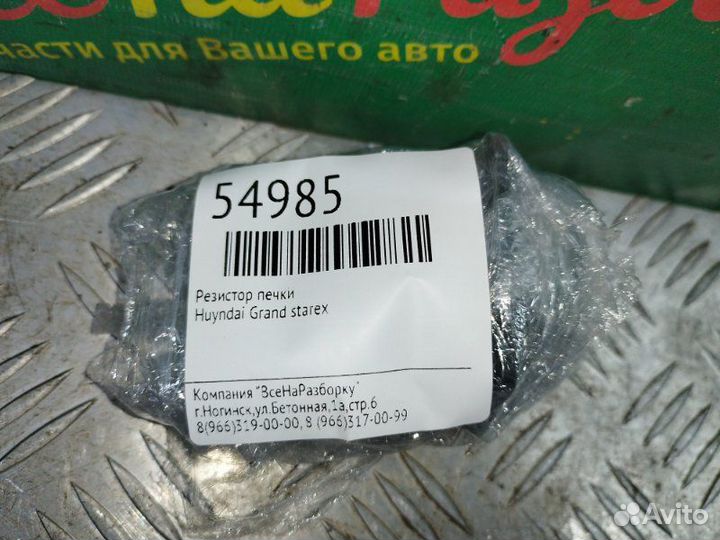 части для Вашего авто
54985
Резистор печки
Huyndai Grand starex
Компания "ВсеНаРазборку"
г.Ногинск,ул.Бетонная,1а,стр.6
8(966)319-00-00, 8 (966)317-00-99
Avito